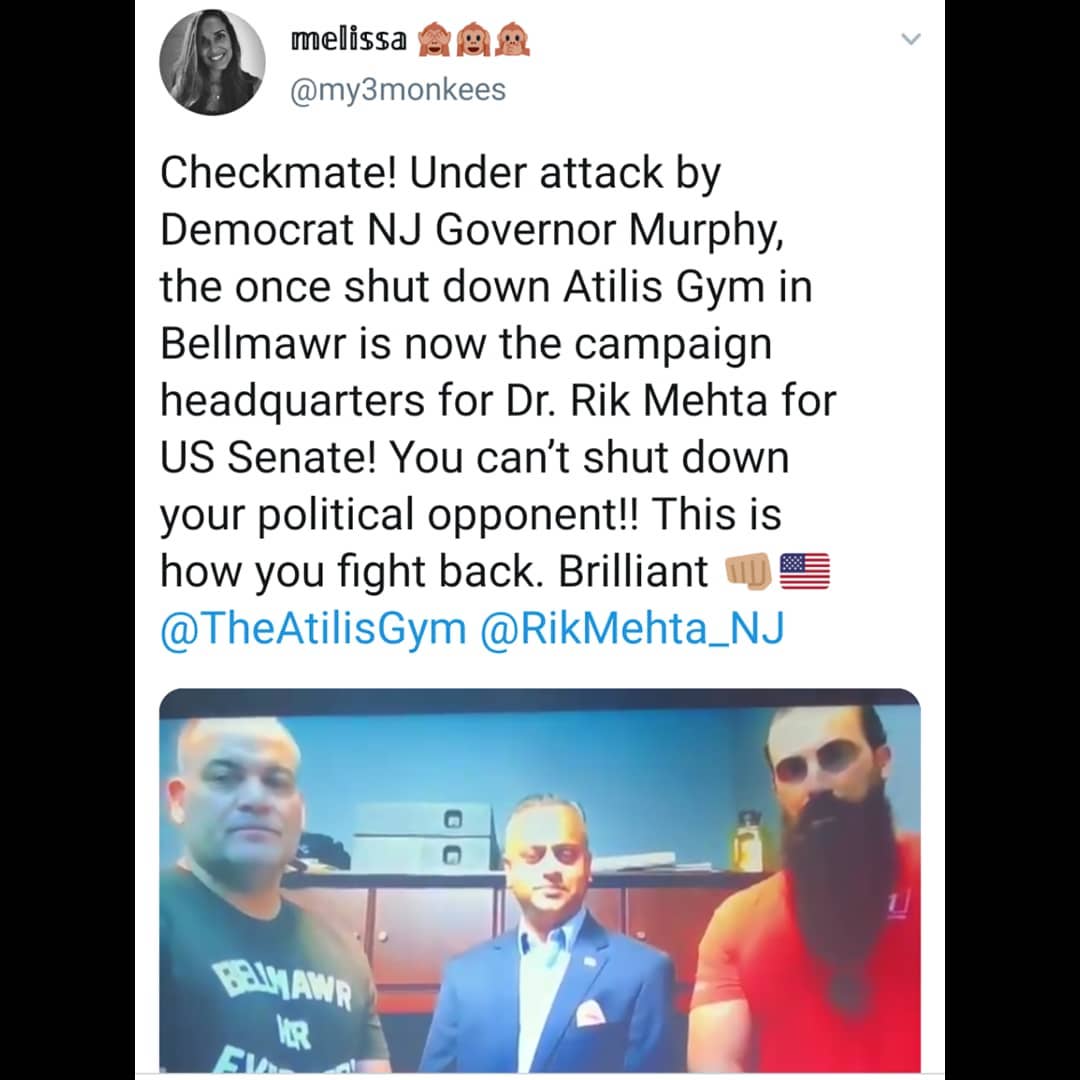 melissa 🙈🙉🙊
@my3monkees
Checkmate! Under attack by
Democrat NJ Governor Murphy,
the once shut down Atilis Gym in
Bellmawr is now the campaign
headquarters for Dr. Rik Mehta for
US Senate! You can’t shut down
your political opponent!! This is
how you fight back. Brilliant 👊🏼🇺🇸
@TheAtilisGym @RikMehta_NJ
BELLMAWR